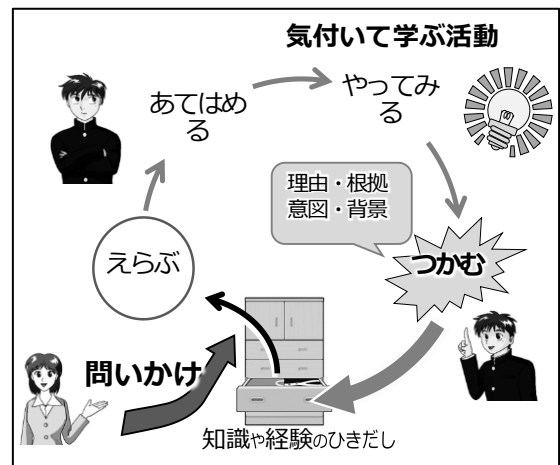 気付いて学ぶ活動
あてはめ
る
やってみ
る
理由・根拠
意図・背景
つかむ
えらぶ
問いかけ
知識や経験のひきだし